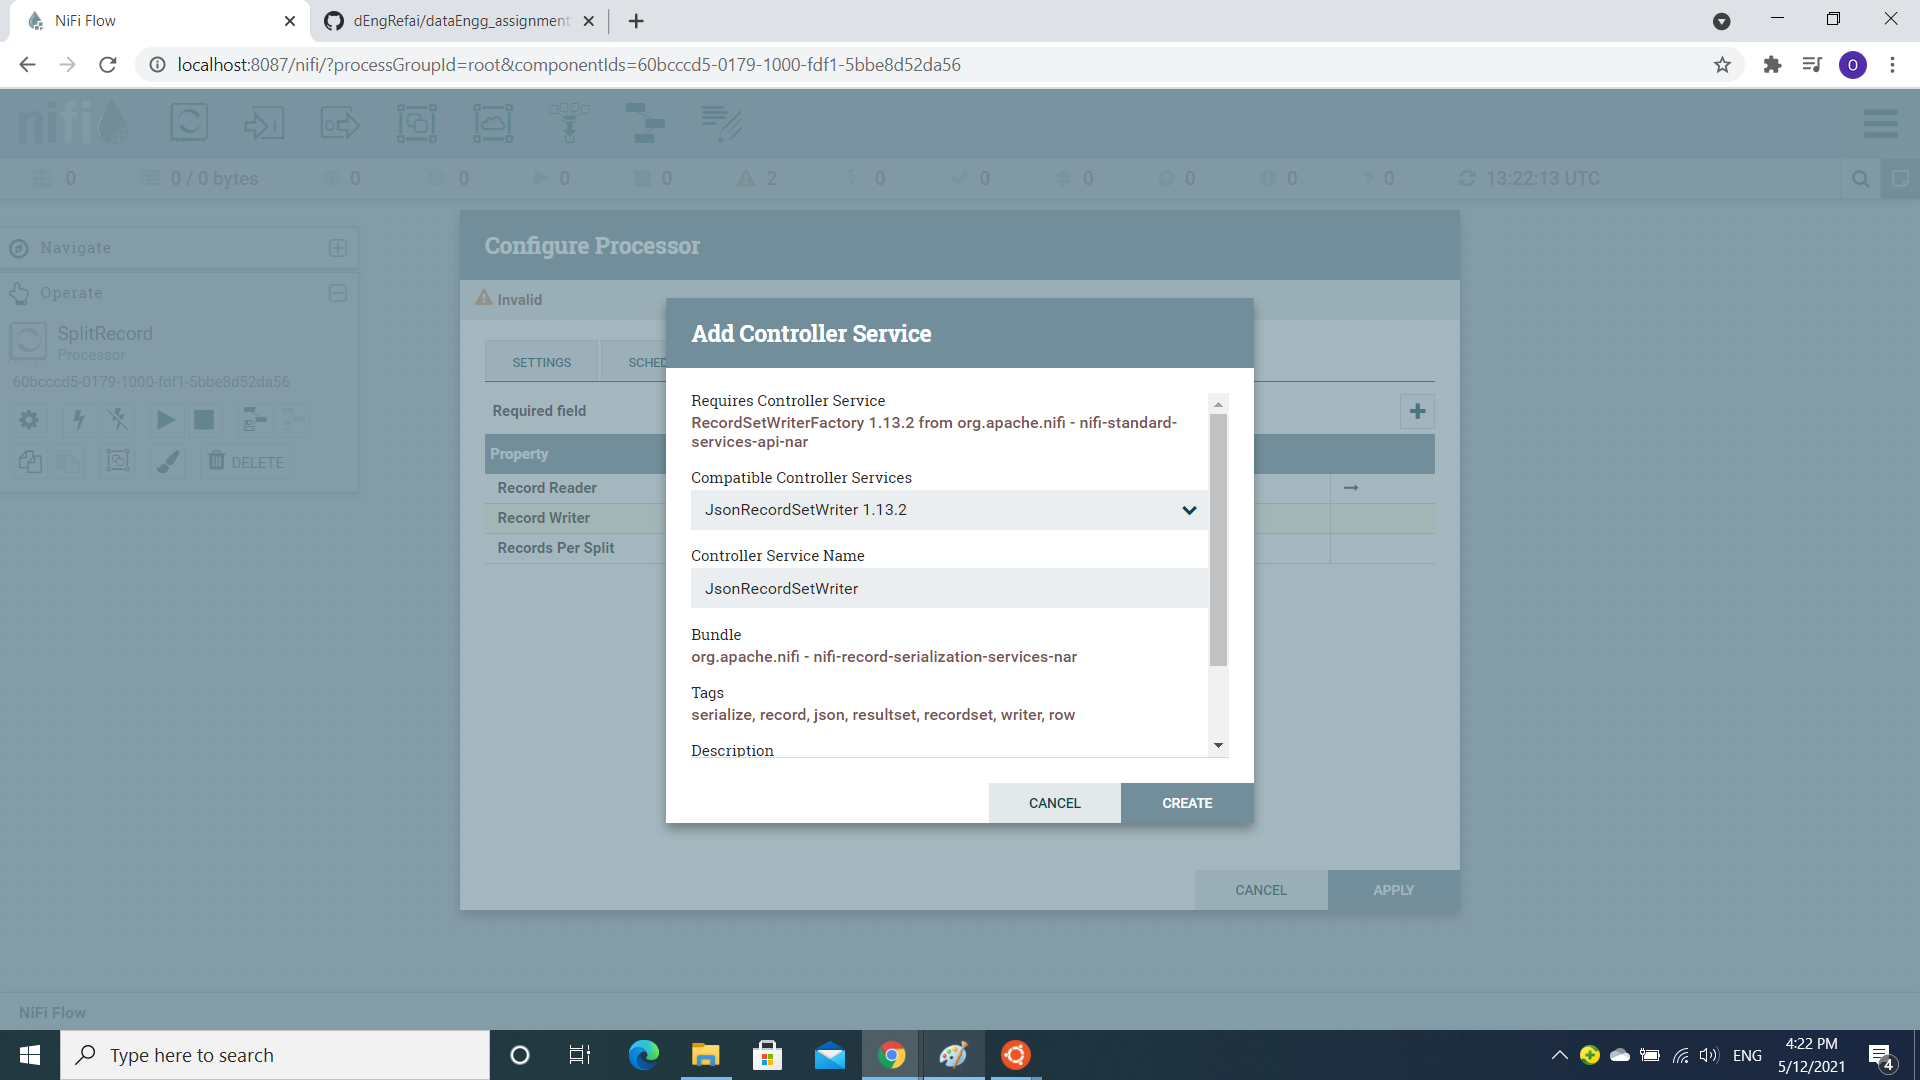 NiFi Flow
dEngRefai/dataEngg_assignment
localhost:8087/nifi/?processGroupId=root&componentIds=60bcccd5-0179-1000-fdf1-5bbe8d52da56
O
nifi
0
0 / 0 bytes
0
0
0
0
2
0
0
0
0
0
? 0
13:22:13 UTC
Navigate
Operate
SplitRecord
Processor
60bcccd5-0179-1000-fdf1-5bbe8d52da56
DELETE
Configure Processor
Invalid
SETTINGS
SCHED
Required field
Property
Record Reader
Record Writer
Records Per Split
Add Controller Service
Requires Controller Service
RecordSetWriterFactory 1.13.2 from org.apache.nifi - nifi-standard-
services-api-nar
Compatible Controller Services
JsonRecordSetWriter 1.13.2
Controller Service Name
JsonRecordSetWriter
Bundle
org.apache.nifi - nifi-record-serialization-services-nar
Tags
serialize, record, json, resultset, recordset, writer, row
Description
CANCEL
CREATE
CANCEL
APPLY
NiFi Flow
Type here to search
ENG
4:22 PM
5/12/2021
4